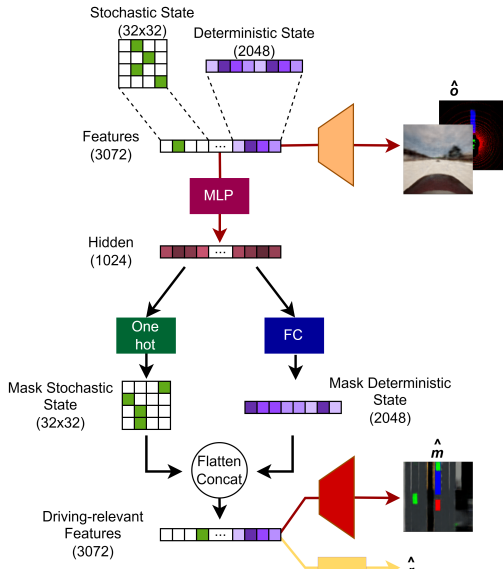 Stochastic State
(32x32)
Deterministic State
(2048)
ô
Features
(3072)
...
MLP
Hidden
(1024)
...
One
hot
FC
Mask Stochastic
State
(32x32)
Mask Deterministic
State
(2048)
Flatten
Concat
m̂
Driving-relevant
Features
(3072)
...